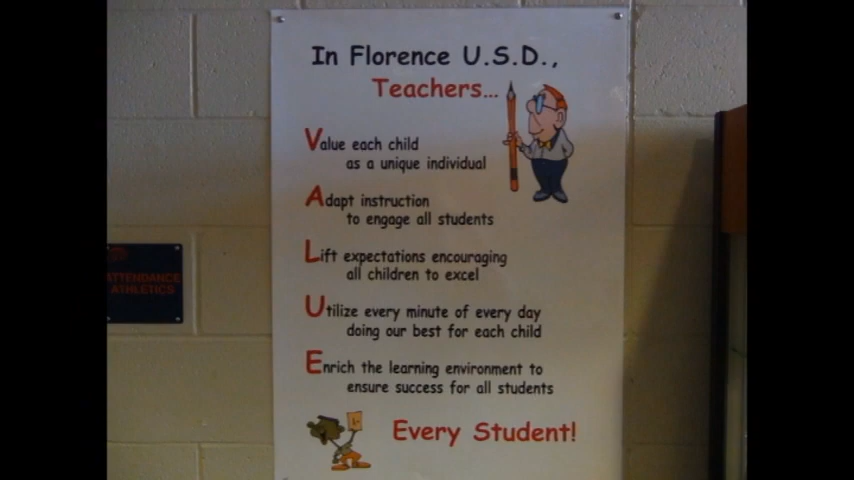 In Florence U.S.D.,
Teachers...
Value each child
as a unique individual
Adapt instruction
to engage all students
Lift expectations encouraging
all children to excel
Utilize every minute of every day
doing our best for each child
Enrich the learning environment to
ensure success for all students
Every Student!
ATTENDANCE
ATHLETICS